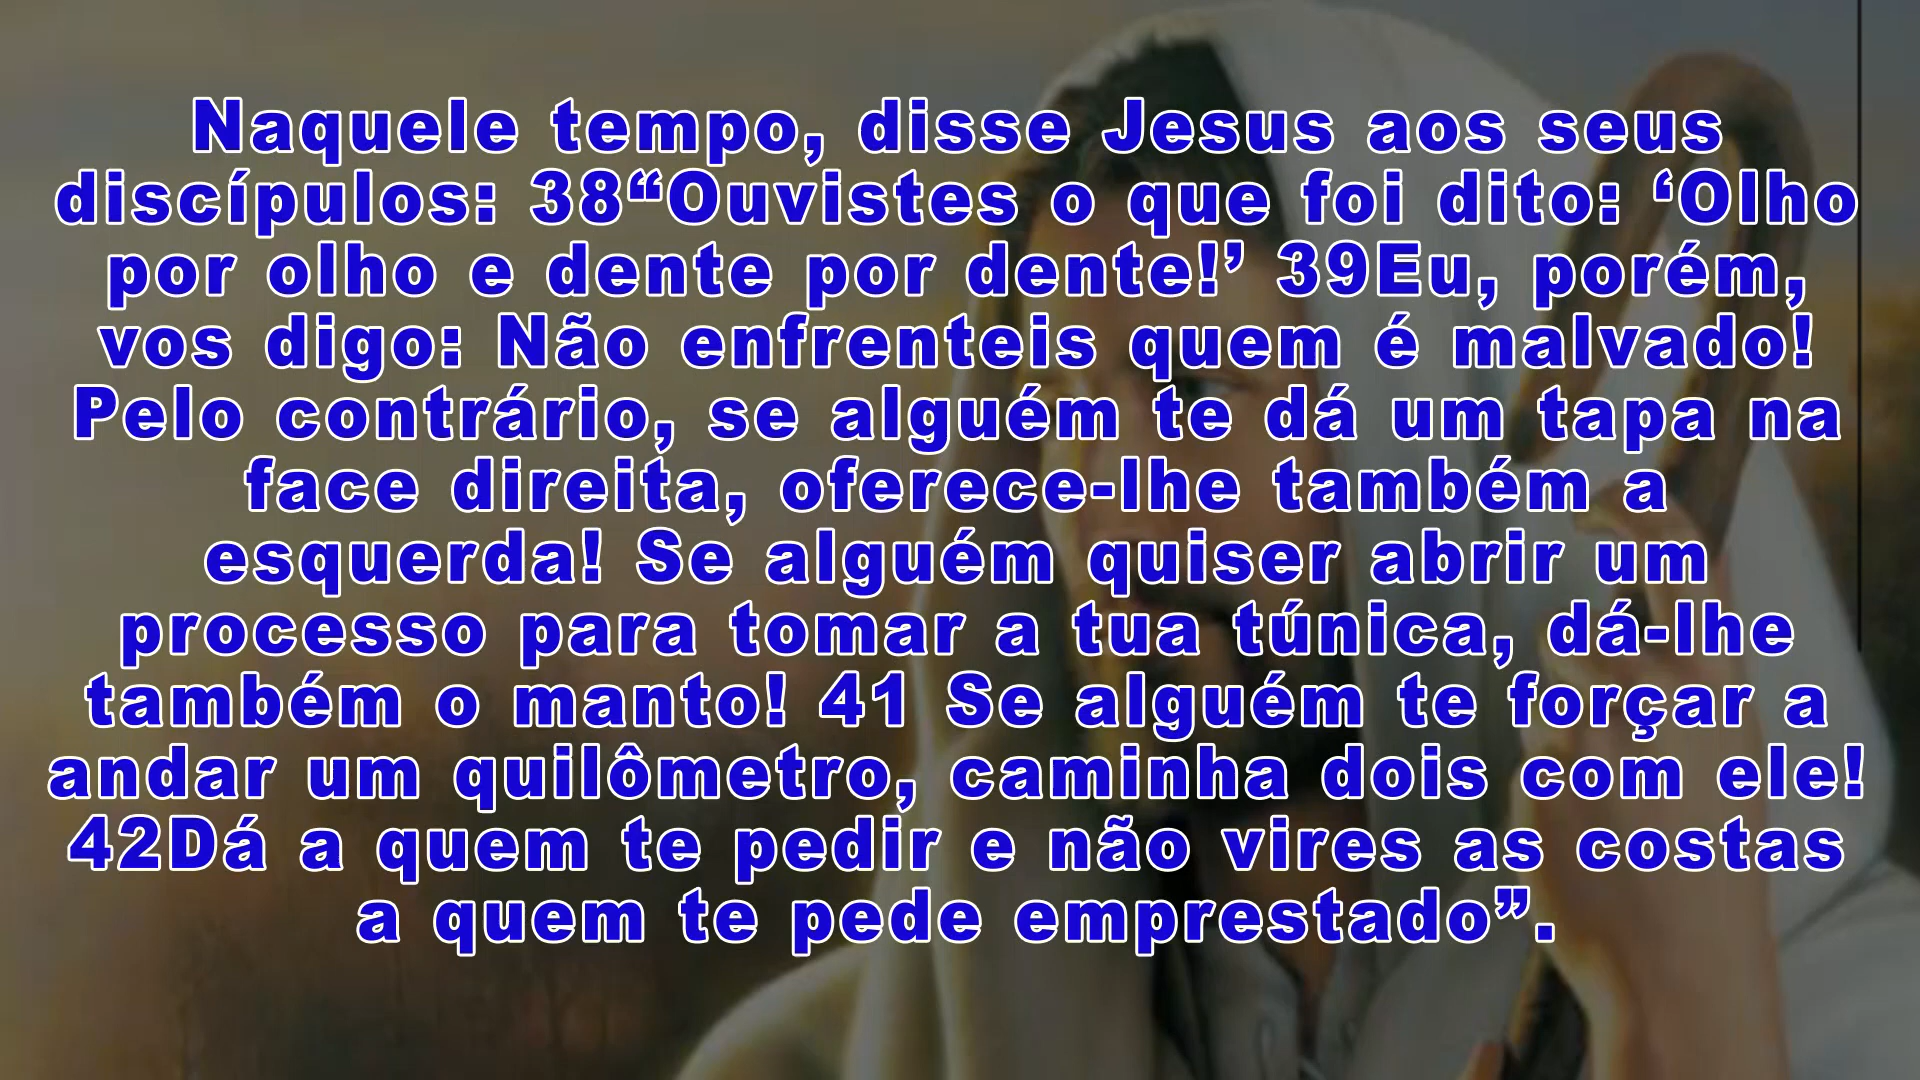 Naquele tempo, disse Jesus aos seus
discípulos: 38“Ouvistes o que foi dito: ‘Olho
por olho e dente por dente!’ 39Eu, porém,
vos digo: Não enfrenteis quem é malvado!
Pelo contrário, se alguém te dá um tapa na
face direita, oferece-lhe também a
esquerda! Se alguém quiser abrir um
processo para tomar a tua túnica, dá-lhe
também o manto! 41 Se alguém te forçar a
andar um quilômetro, caminha dois com ele!
42Dá a quem te pedir e não vires as costas
a quem te pede emprestado”.